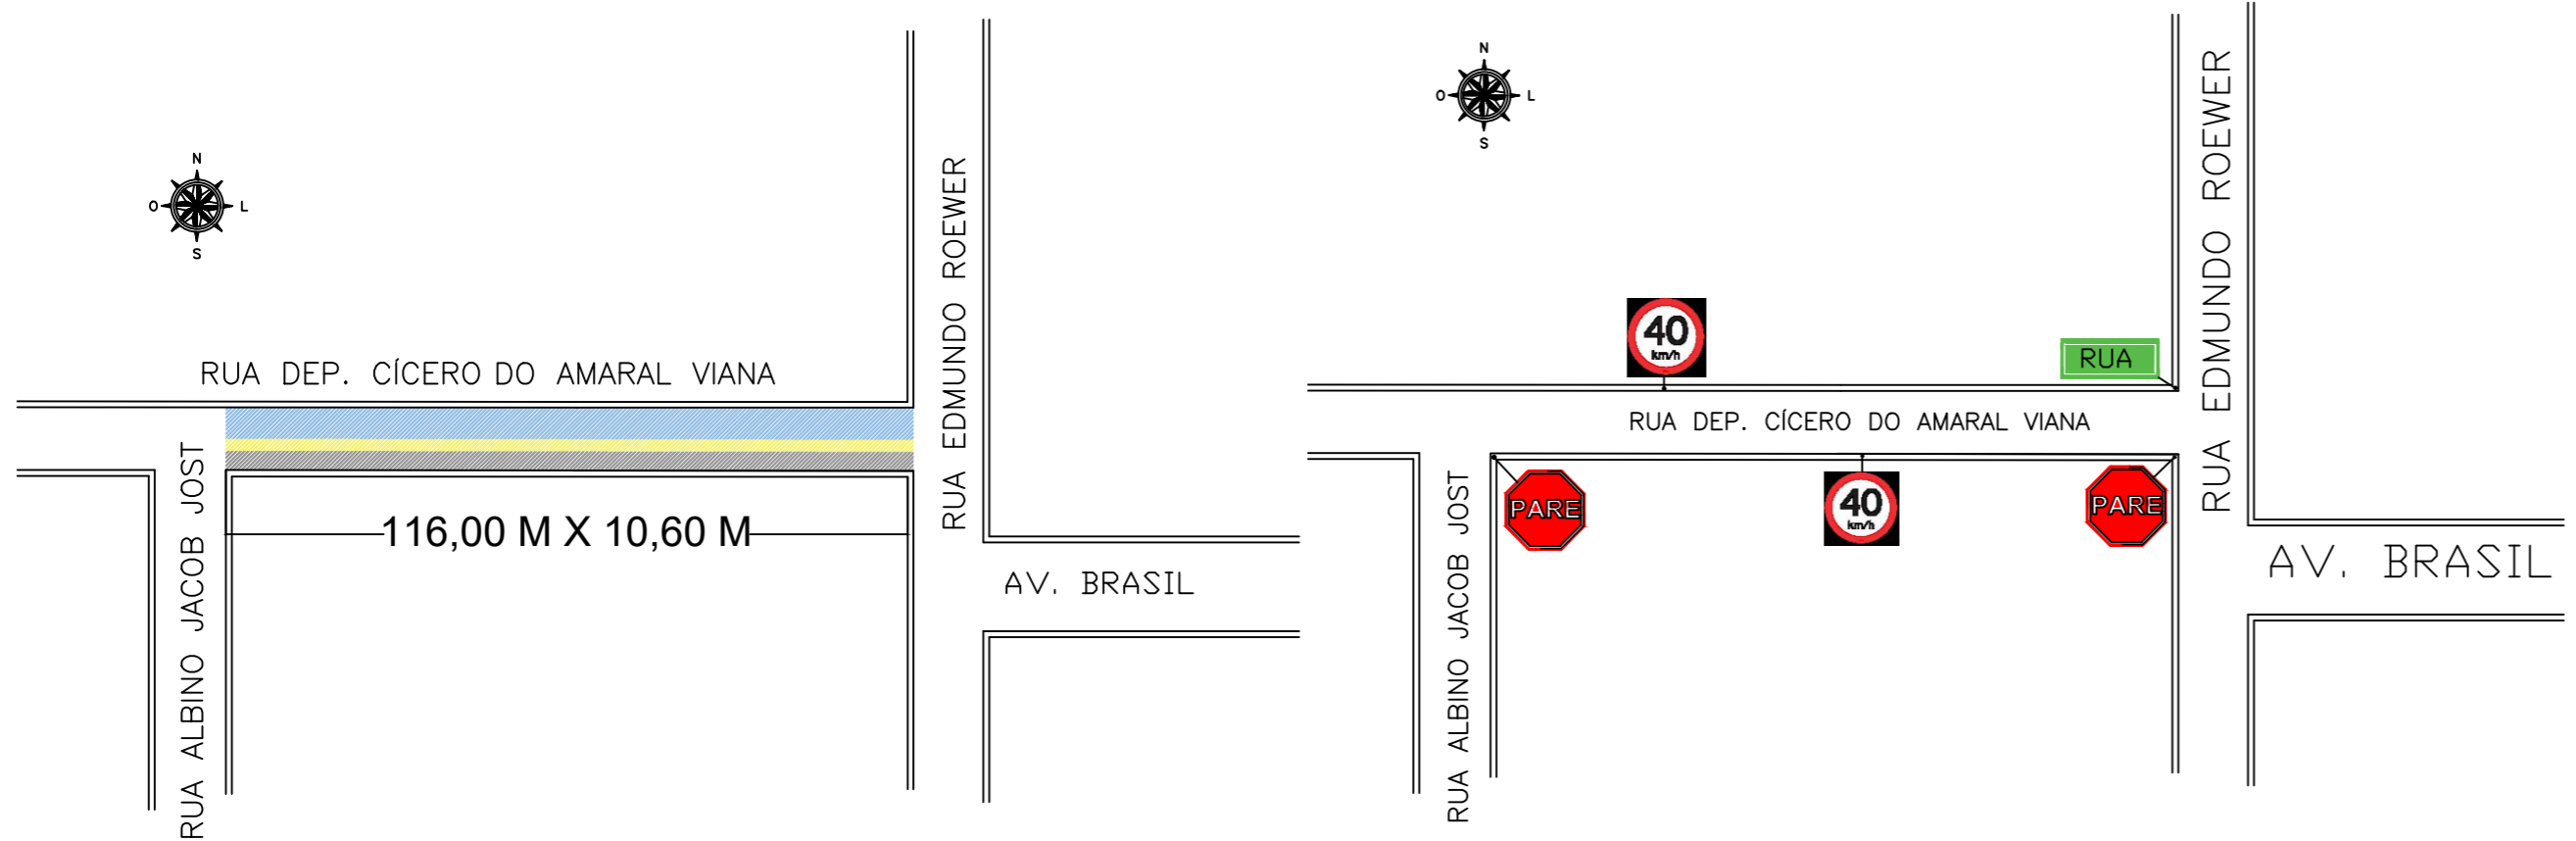 N
O
L
S
RUA EDMUNDO ROEWER
RUA DEP. CÍCERO DO AMARAL VIANA
RUA ALBINO JACOB JOST
116,00 M X 10,60 M
AV. BRASIL
N
O
L
S
RUA EDMUNDO ROEWER
40
km/h
RUA
RUA DEP. CÍCERO DO AMARAL VIANA
RUA ALBINO JACOB JOST
PARE
40
km/h
PARE
AV. BRASIL